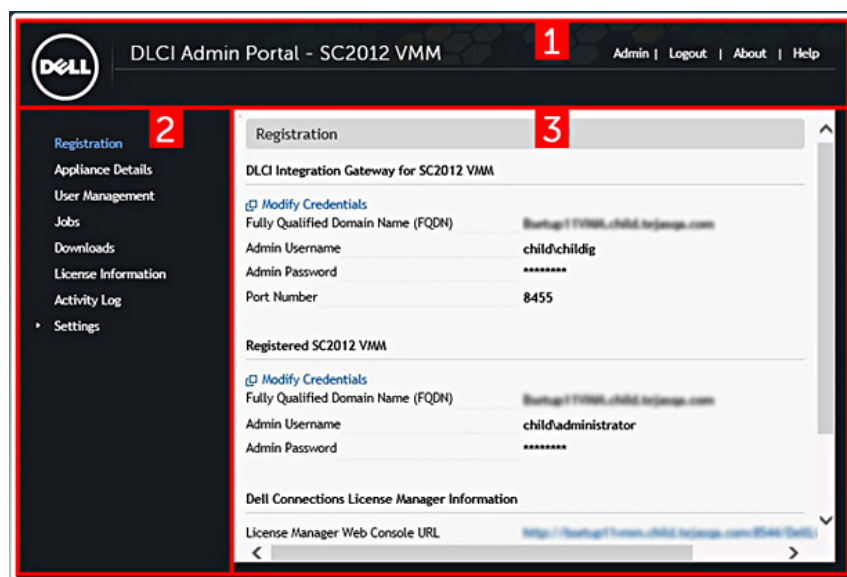 DELL
DLCI Admin Portal - SC2012 VMM
1
Admin | Logout | About | Help
2
Registration
Appliance Details
User Management
Jobs
Downloads
License Information
Activity Log
Settings
3
Registration
DLCI Integration Gateway for SC2012 VMM
Modify Credentials
Fully Qualified Domain Name (FQDN)
Admin Username child\childig
Admin Password ********
Port Number 8455
Registered SC2012 VMM
Modify Credentials
Fully Qualified Domain Name (FQDN)
Admin Username child\administrator
Admin Password ********
Dell Connections License Manager Information
License Manager Web Console URL